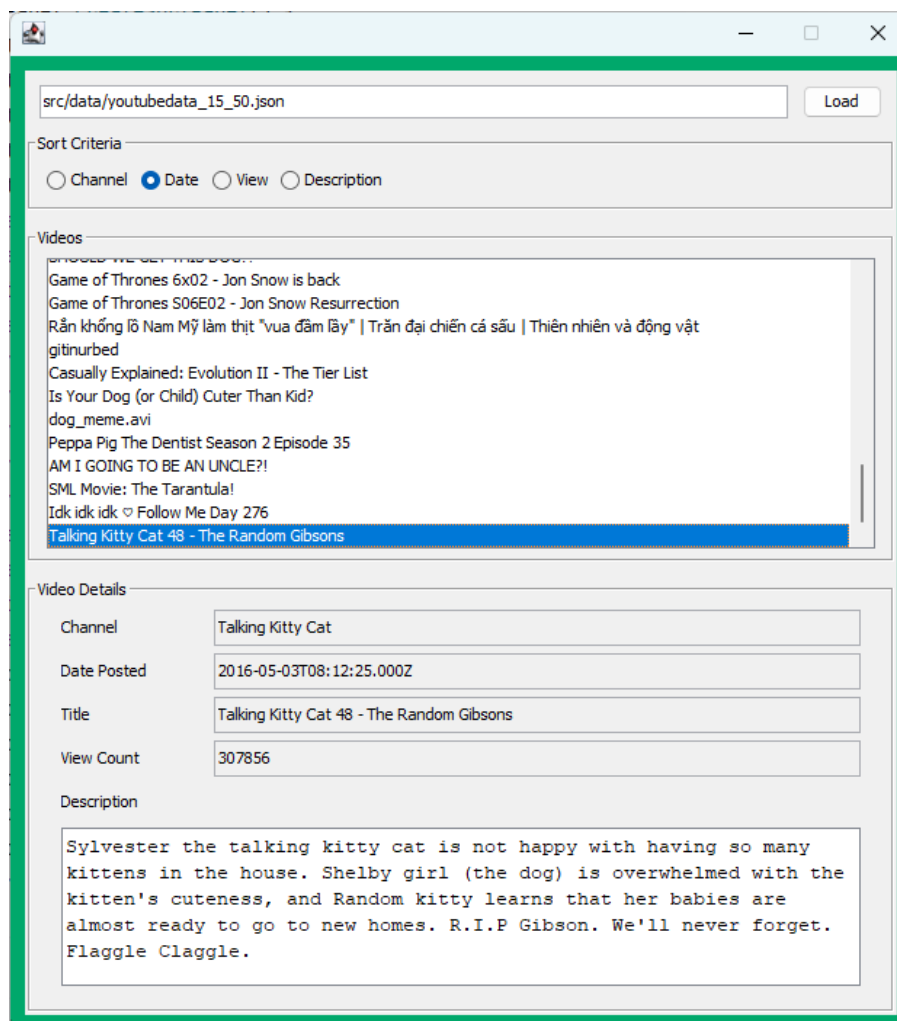 src/data/youtubedata_15_50.json
Load
Sort Criteria
Channel Date View Description
Videos
SHOULD WE GET THIS DOG?!
Game of Thrones 6x02 - Jon Snow is back
Game of Thrones S06E02 - Jon Snow Resurrection
Rắn khổng lồ Nam Mỹ làm thịt "vua đầm lầy" | Trăn đại chiến cá sấu | Thiên nhiên và động vật
gitinurbed
Casually Explained: Evolution II - The Tier List
Is Your Dog (or Child) Cuter Than Kid?
dog_meme.avi
Peppa Pig The Dentist Season 2 Episode 35
AM I GOING TO BE AN UNCLE?!
SML Movie: The Tarantula!
Idk idk idk ♡ Follow Me Day 276
Talking Kitty Cat 48 - The Random Gibsons
Video Details
Channel Talking Kitty Cat
Date Posted 2016-05-03T08:12:25.000Z
Title Talking Kitty Cat 48 - The Random Gibsons
View Count 307856
Description
Sylvester the talking kitty cat is not happy with having so many
kittens in the house. Shelby girl (the dog) is overwhelmed with the
kitten's cuteness, and Random kitty learns that her babies are
almost ready to go to new homes. R.I.P Gibson. We'll never forget.
Flaggle Claggle.